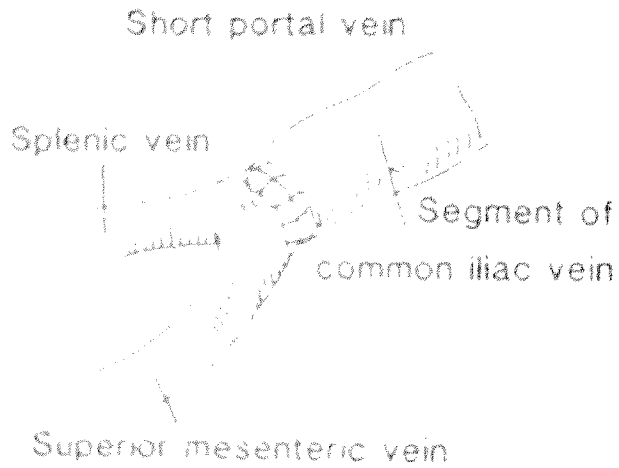 Short portal vein
Splenic vein
Segment of
common iliac vein
Superior mesenteric vein